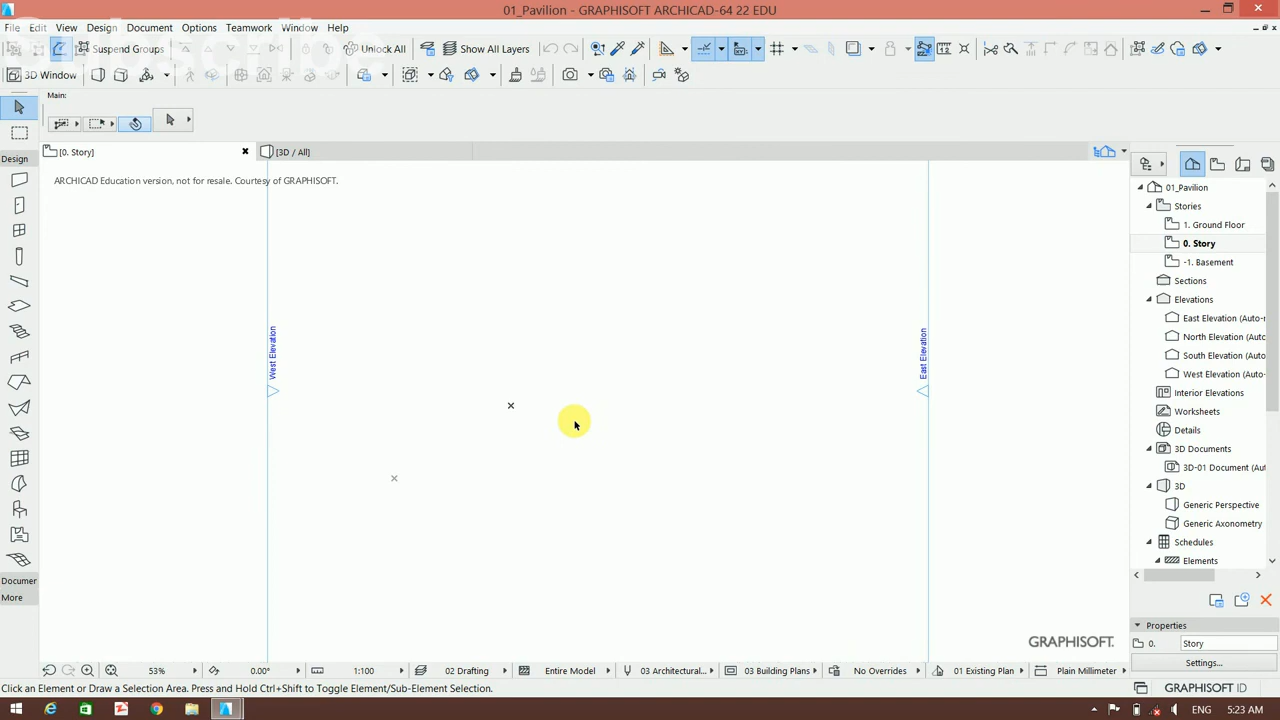 01_Pavilion - GRAPHISOFT ARCHICAD-64 22 EDU
File Edit View Design Document Options Teamwork Window Help
Suspend Groups
Unlock All
Show All Layers
3D Window
Main:
[0. Story]
[3D / All]
ARCHICAD Education version, not for resale. Courtesy of GRAPHISOFT.
Design
West Elevation
East Elevation
01_Pavilion
Stories
1. Ground Floor
0. Story
-1. Basement
Sections
Elevations
East Elevation (Auto-r
North Elevation (Auto
South Elevation (Auto
West Elevation (Auto-
Interior Elevations
Worksheets
Details
3D Documents
3D-01 Document (Aut
3D
Generic Perspective
Generic Axonometry
Schedules
Elements
Documer
More
GRAPHISOFT.
Properties
0. Story
Settings...
53% 0.00° 1:100 02 Drafting Entire Model 03 Architectural... 03 Building Plans No Overrides 01 Existing Plan Plain Millimeter
Click an Element or Draw a Selection Area. Press and Hold Ctrl+Shift to Toggle Element/Sub-Element Selection.
GRAPHISOFT ID
ENG 5:23 AM